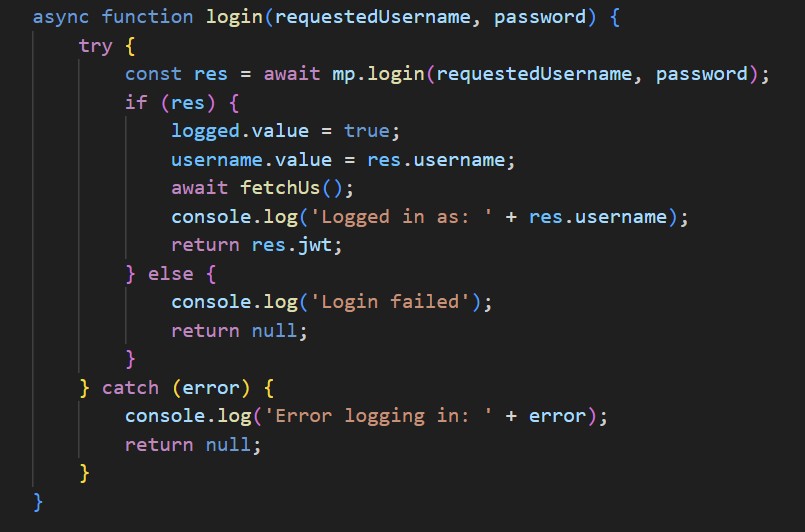 async function login(requestedUsername, password) {
    try {
        const res = await mp.login(requestedUsername, password);
        if (res) {
            logged.value = true;
            username.value = res.username;
            await fetchUs();
            console.log('Logged in as: ' + res.username);
            return res.jwt;
        } else {
            console.log('Login failed');
            return null;
        }
    } catch (error) {
        console.log('Error logging in: ' + error);
        return null;
    }
}